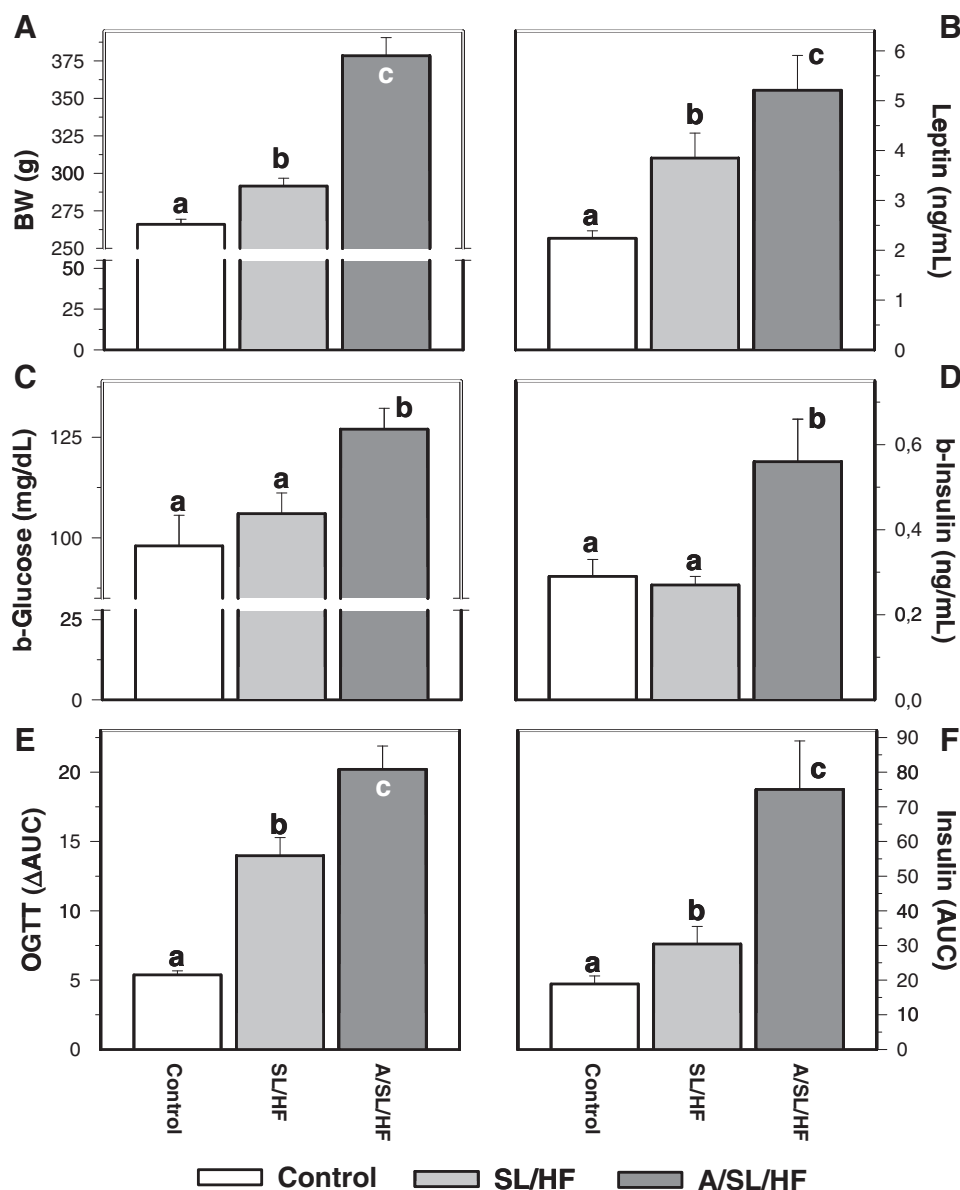 A
BW (g)
375
350
325
300
275
250
50
25
0
a
b
c
B
Leptin (ng/mL)
6
5
4
3
2
1
0
a
b
c
C
b-Glucose (mg/dL)
125
100
25
0
a
a
b
D
b-Insulin (ng/mL)
0,6
0,4
0,2
0,0
a
a
b
E
OGTT (ΔAUC)
20
15
10
5
0
a
b
c
Control
SL/HF
A/SL/HF
F
Insulin (AUC)
90
80
70
60
50
40
30
20
10
0
a
b
c
Control
SL/HF
A/SL/HF
Control SL/HF A/SL/HF